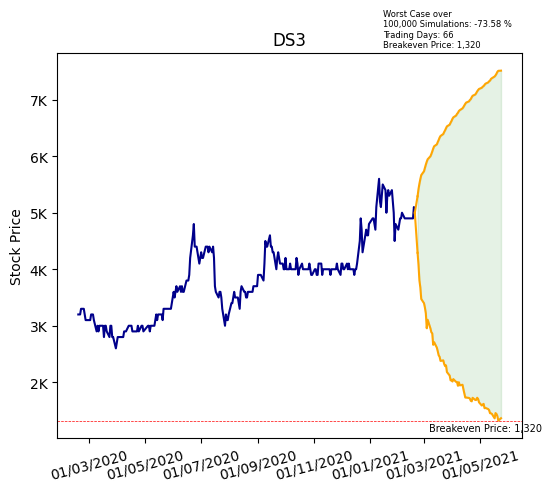 Worst Case over
100,000 Simulations: -73.58 %
Trading Days: 66
Breakeven Price: 1,320
DS3
Stock Price
7K
6K
5K
4K
3K
2K
Breakeven Price: 1,320
01/03/2020
01/05/2020
01/07/2020
01/09/2020
01/11/2020
01/01/2021
01/03/2021
01/05/2021